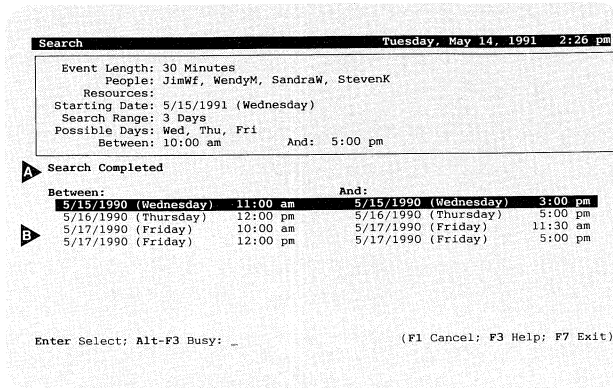 Search Tuesday, May 14, 1991 2:26 pm
Event Length: 30 Minutes
People: JimWf, WendyM, SandraW, StevenK
Resources:
Starting Date: 5/15/1991 (Wednesday)
Search Range: 3 Days
Possible Days: Wed, Thu, Fri
Between: 10:00 am And: 5:00 pm
A Search Completed
Between: And:
5/15/1990 (Wednesday) 11:00 am 5/15/1990 (Wednesday) 3:00 pm
5/16/1990 (Thursday) 12:00 pm 5/16/1990 (Thursday) 5:00 pm
B 5/17/1990 (Friday) 10:00 am 5/17/1990 (Friday) 11:30 am
5/17/1990 (Friday) 12:00 pm 5/17/1990 (Friday) 5:00 pm
Enter Select; Alt-F3 Busy: _ (F1 Cancel; F3 Help; F7 Exit)